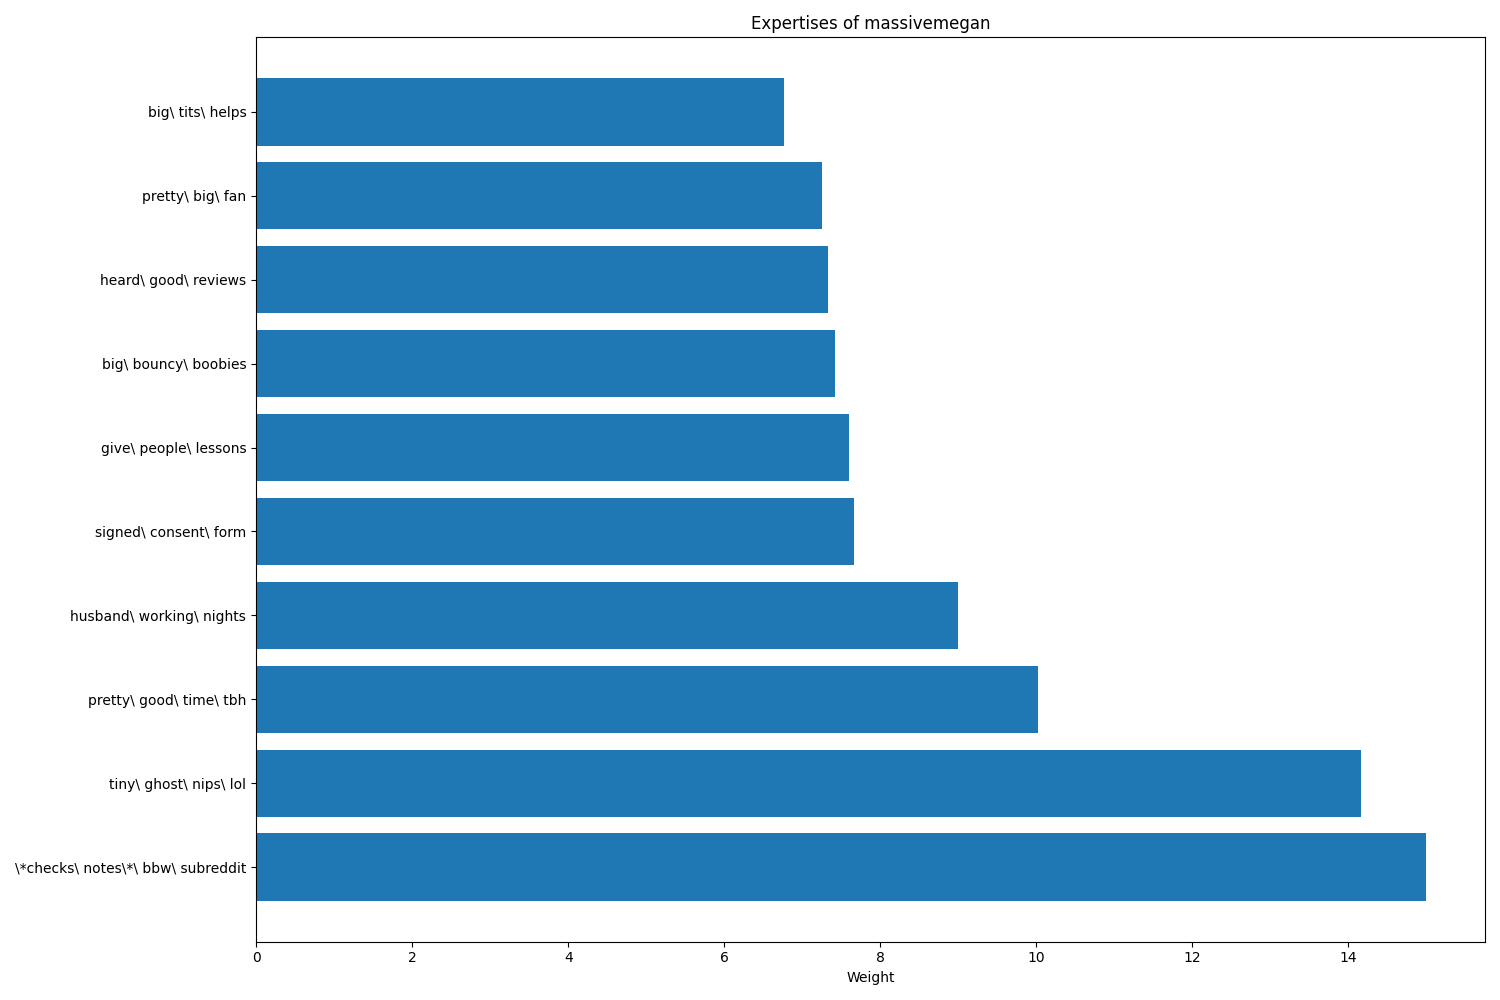 Expertises of massivemegan
big\ tits\ helps
pretty\ big\ fan
heard\ good\ reviews
big\ bouncy\ boobies
give\ people\ lessons
signed\ consent\ form
husband\ working\ nights
pretty\ good\ time\ tbh
tiny\ ghost\ nips\ lol
\*checks\ notes\*\ bbw\ subreddit
0 2 4 6 8 10 12 14
Weight